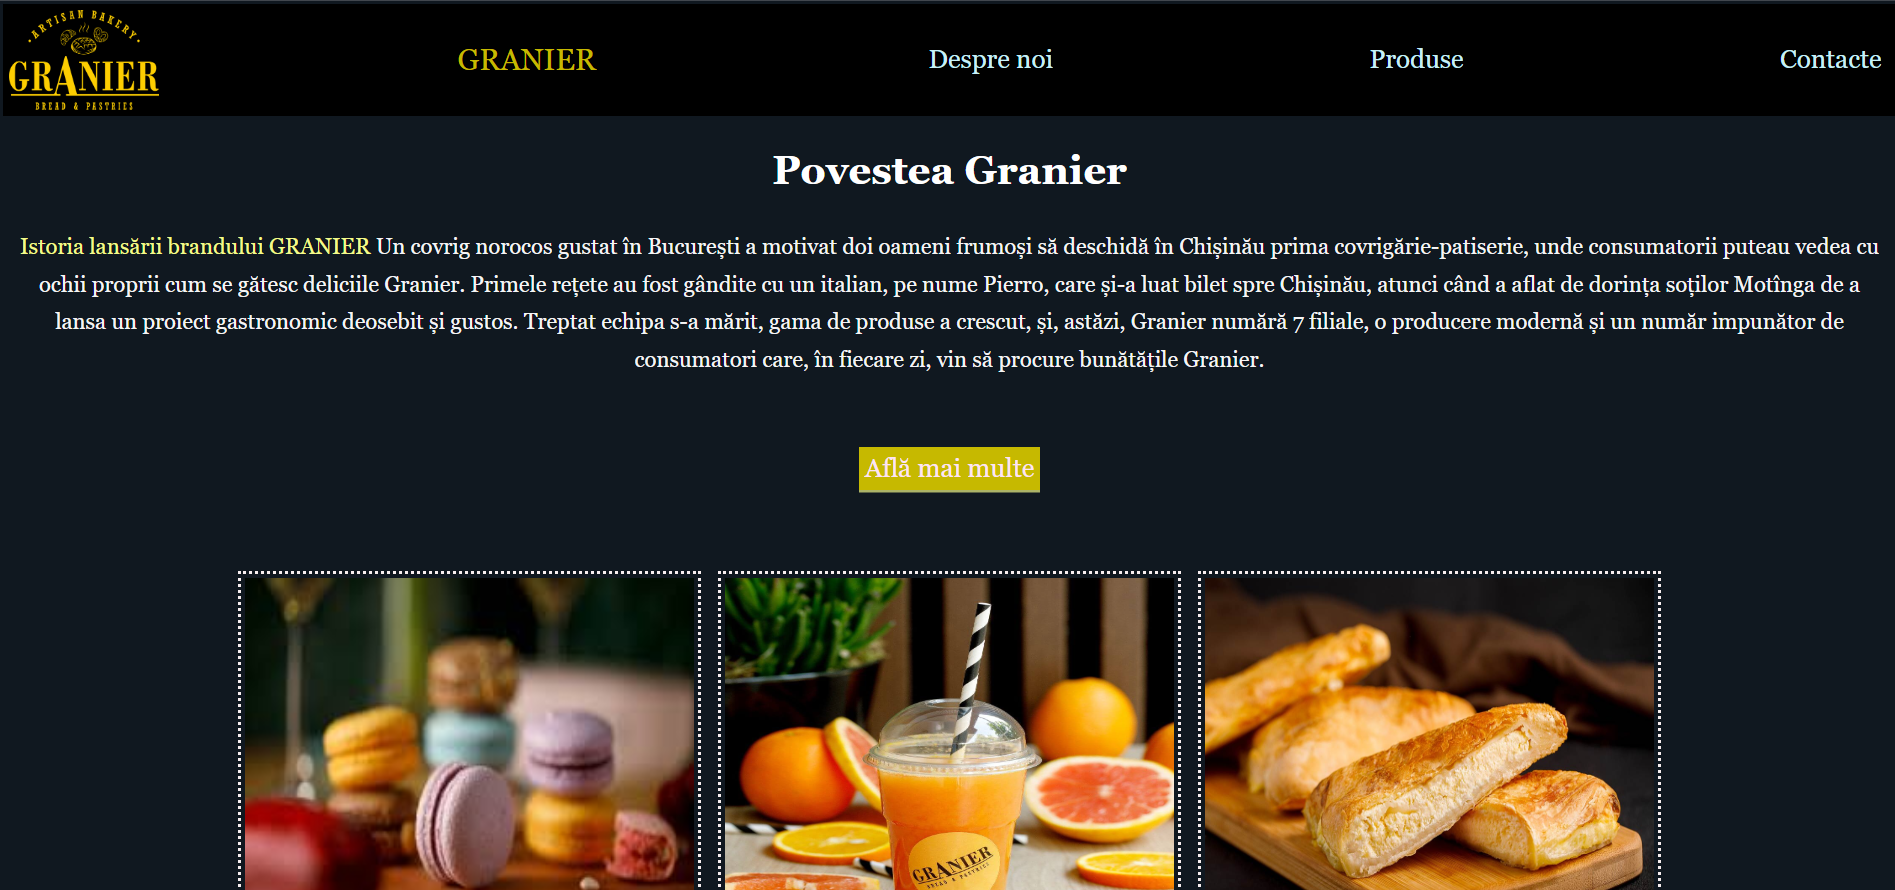 · ARTISAN BAKERY ·
GRANIER
BREAD & PASTRIES
GRANIER
Despre noi
Produse
Contacte
Povestea Granier
Istoria lansării brandului GRANIER Un covrig norocos gustat în București a motivat doi oameni frumoși să deschidă în Chișinău prima covrigărie-patiserie, unde consumatorii puteau vedea cu
ochii proprii cum se gătesc deliciile Granier. Primele rețete au fost gândite cu un italian, pe nume Pierro, care și-a luat bilet spre Chișinău, atunci când a aflat de dorința soților Motînga de a
lansa un proiect gastronomic deosebit și gustos. Treptat echipa s-a mărit, gama de produse a crescut, și, astăzi, Granier numără 7 filiale, o producere modernă și un număr impunător de
consumatori care, în fiecare zi, vin să procure bunătățile Granier.
Află mai multe
GRANIER
BREAD & PASTRIES